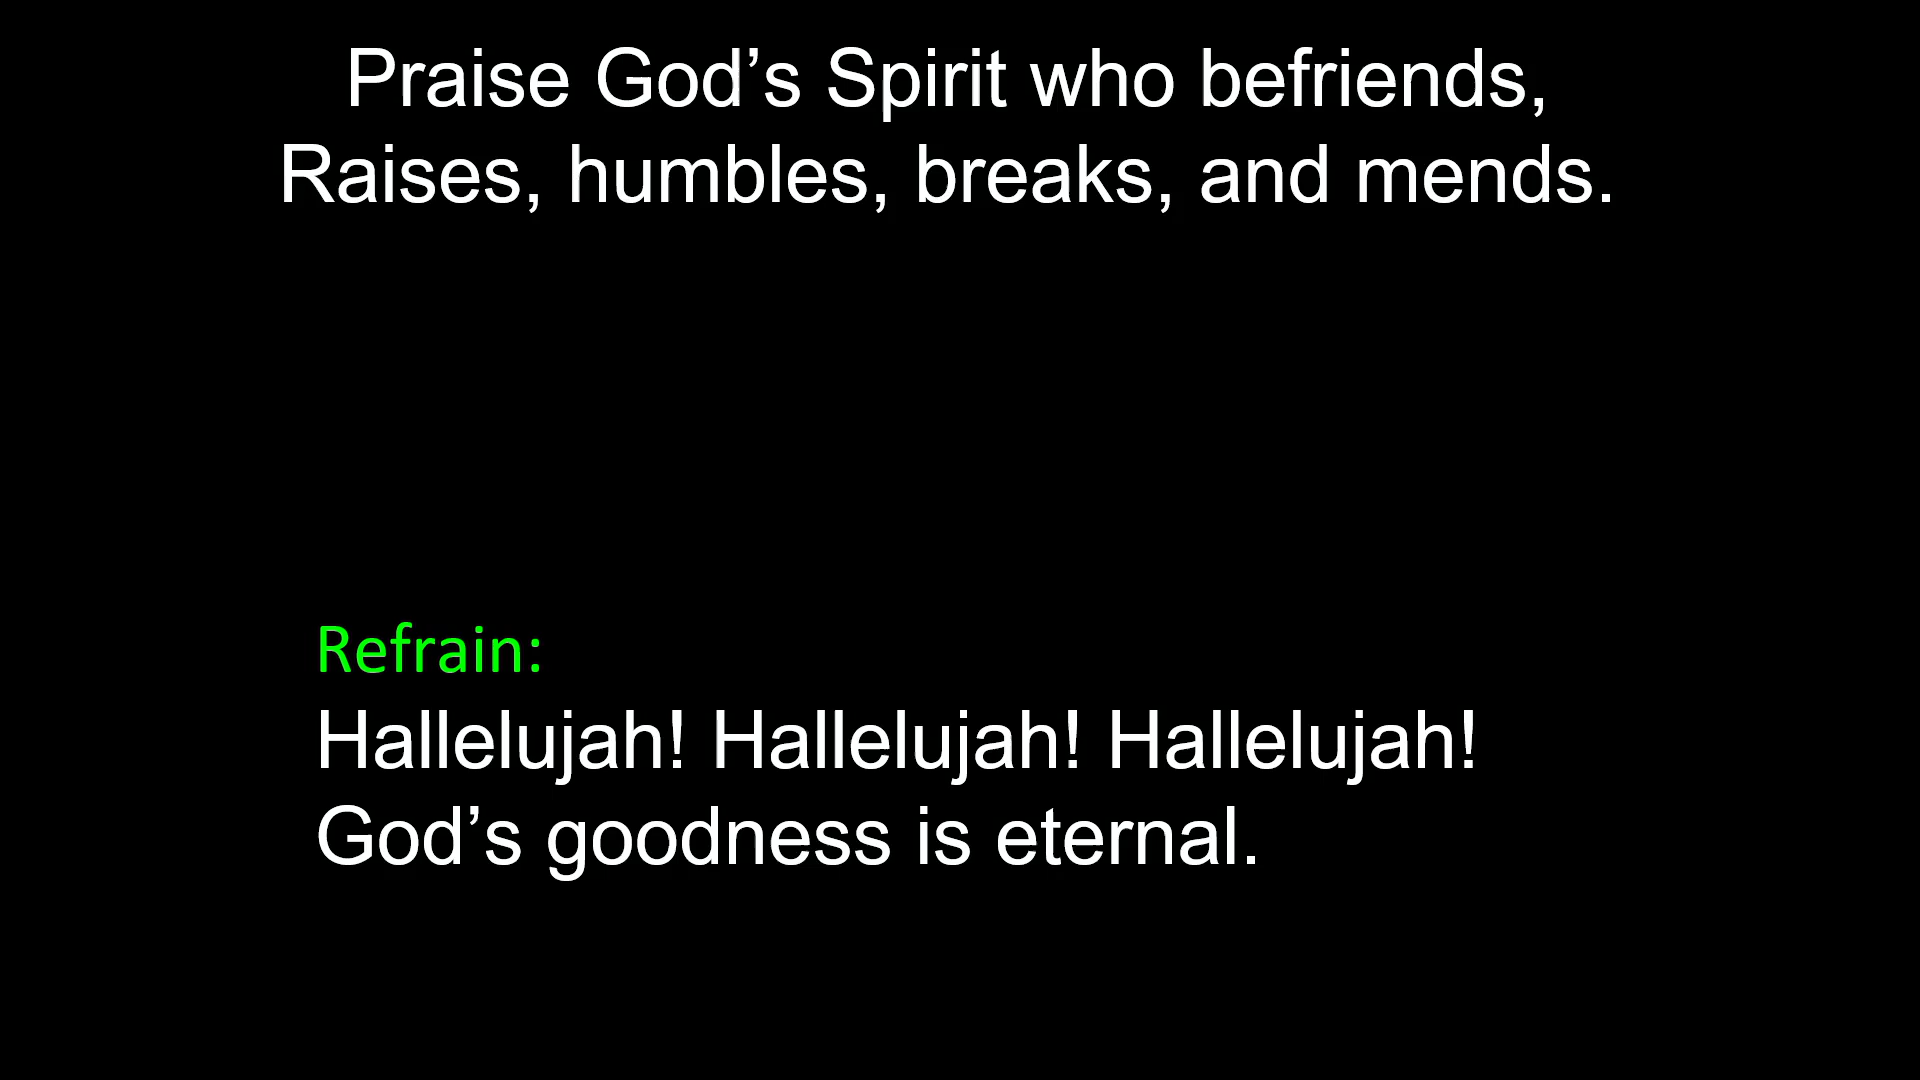 Praise God’s Spirit who befriends,
Raises, humbles, breaks, and mends.
Refrain:
Hallelujah! Hallelujah! Hallelujah!
God’s goodness is eternal.